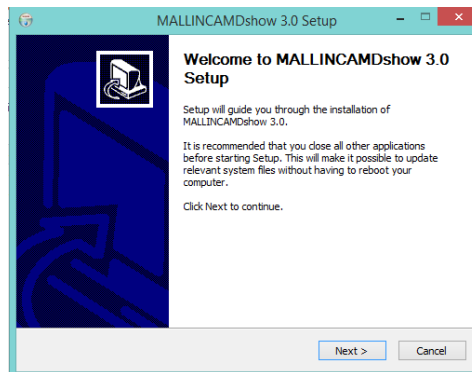 MALLINCAMDshow 3.0 Setup
Welcome to MALLINCAMDshow 3.0
Setup
Setup will guide you through the installation of
MALLINCAMDshow 3.0.
It is recommended that you close all other applications
before starting Setup. This will make it possible to update
relevant system files without having to reboot your
computer.
Click Next to continue.
Next >
Cancel